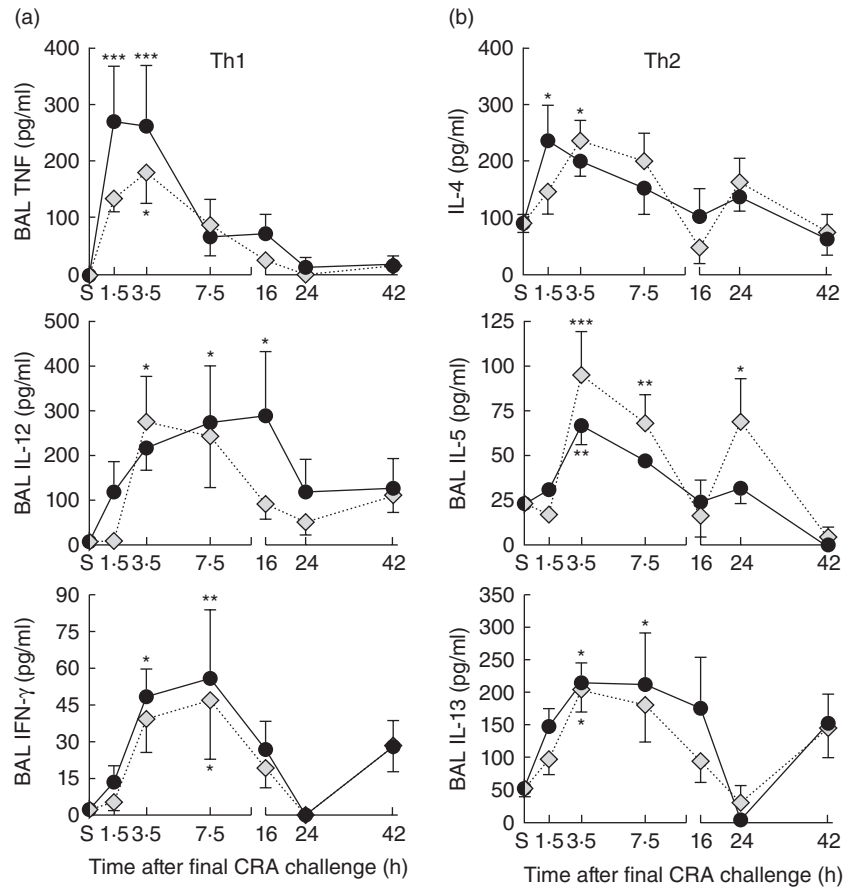 (a)
Th1
BAL TNF (pg/ml)
400
300
200
100
0
*** ***
*
S 1·5 3·5 7·5 16 24 42
BAL IL-12 (pg/ml)
500
400
300
200
100
0
* * *
S 1·5 3·5 7·5 16 24 42
BAL IFN-γ (pg/ml)
90
75
60
45
30
15
0
* **
*
S 1·5 3·5 7·5 16 24 42
Time after final CRA challenge (h)
(b)
Th2
IL-4 (pg/ml)
400
300
200
100
0
* *
S 1·5 3·5 7·5 16 24 42
BAL IL-5 (pg/ml)
125
100
75
50
25
0
*** ** *
**
S 1·5 3·5 7·5 16 24 42
BAL IL-13 (pg/ml)
350
300
250
200
150
100
50
0
* *
*
S 1·5 3·5 7·5 16 24 42
Time after final CRA challenge (h)